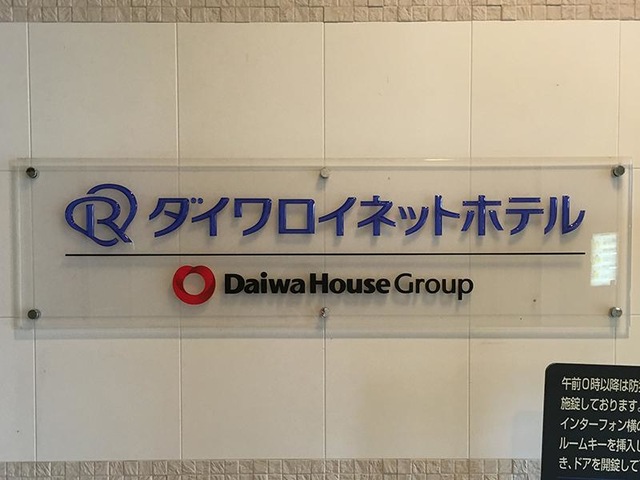 R ダイワロイネットホテル
Daiwa House Group
午前0時以降は防
施錠しております。
インターフォン横の
ルームキーを挿入し
き、ドアを開錠して